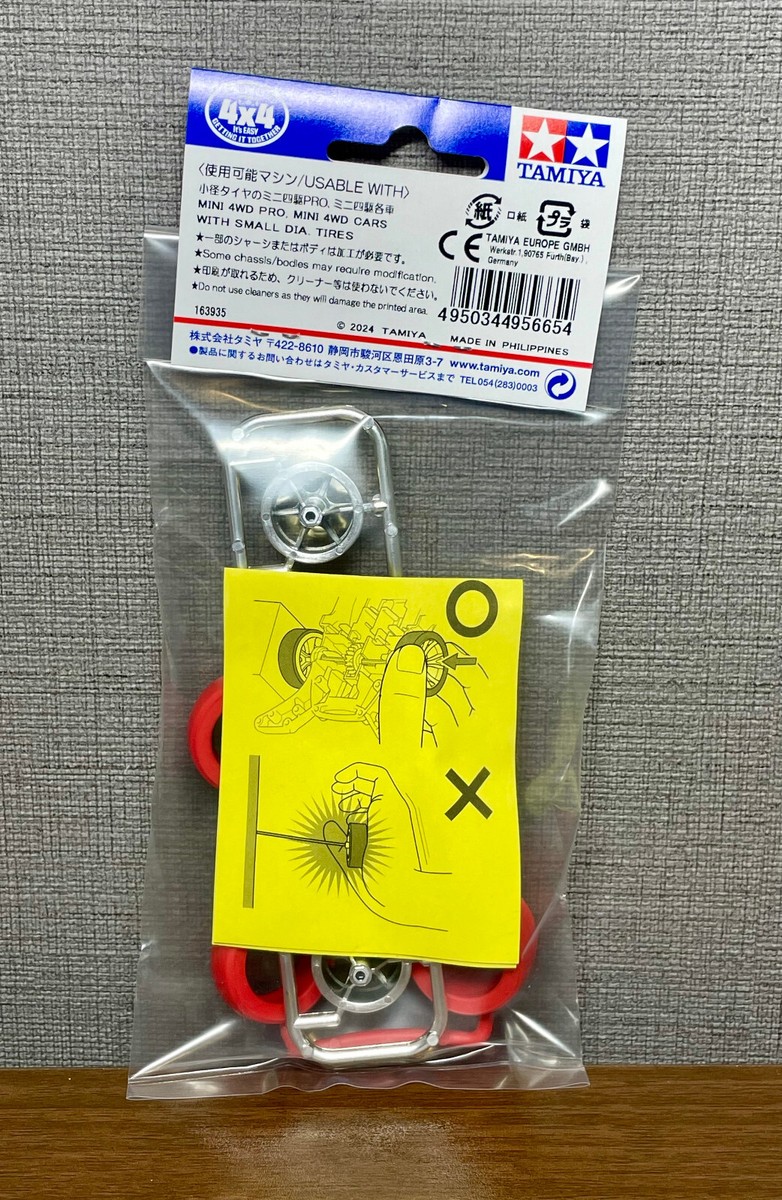 4x4
It's EASY
GETTING IT TOGETHER
TAMIYA
〈使用可能マシン/USABLE WITH〉
小径タイヤのミニ四駆PRO、ミニ四駆各車
MINI 4WD PRO, MINI 4WD CARS
WITH SMALL DIA. TIRES
★一部のシャーシまたはボディは加工が必要です。
★Some chassis/bodies may require modification.
★印刷が取れるため、クリーナー等は使わないでください。
★Do not use cleaners as they will damage the printed area.
163935
紙 口紙 プラ 袋
CE TAMIYA EUROPE GMBH
Werkstr.1,90765 Fürth(Bay.),
Germany
4950344956654
© 2024 TAMIYA MADE IN PHILIPPINES
株式会社タミヤ 〒422-8610 静岡市駿河区恩田原3-7 www.tamiya.com
●製品に関するお問い合わせはタミヤ・カスタマーサービスまで TEL054(283)0003